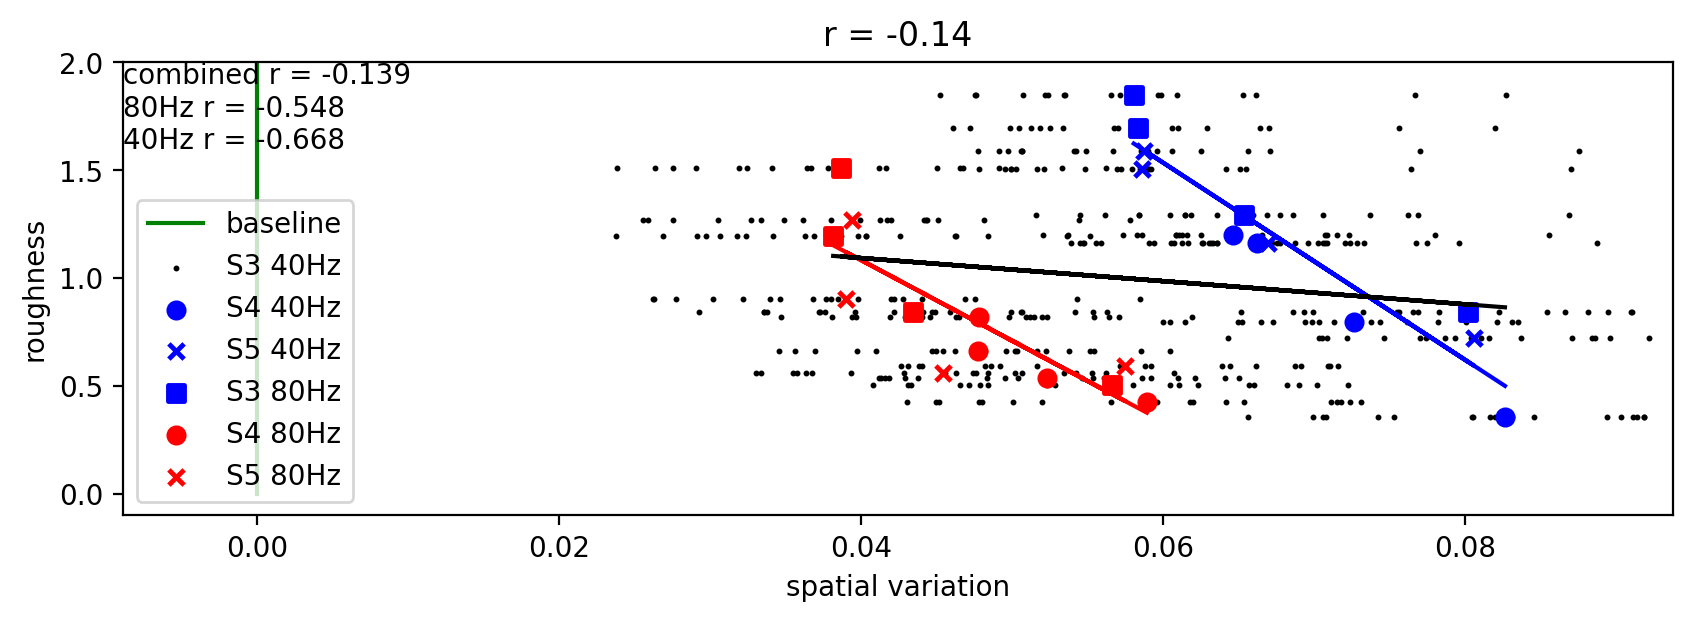 r = -0.14
combined r = -0.139
80Hz r = -0.548
40Hz r = -0.668
2.0
1.5
1.0
0.5
0.0
roughness
baseline
S3 40Hz
S4 40Hz
S5 40Hz
S3 80Hz
S4 80Hz
S5 80Hz
0.00 0.02 0.04 0.06 0.08
spatial variation